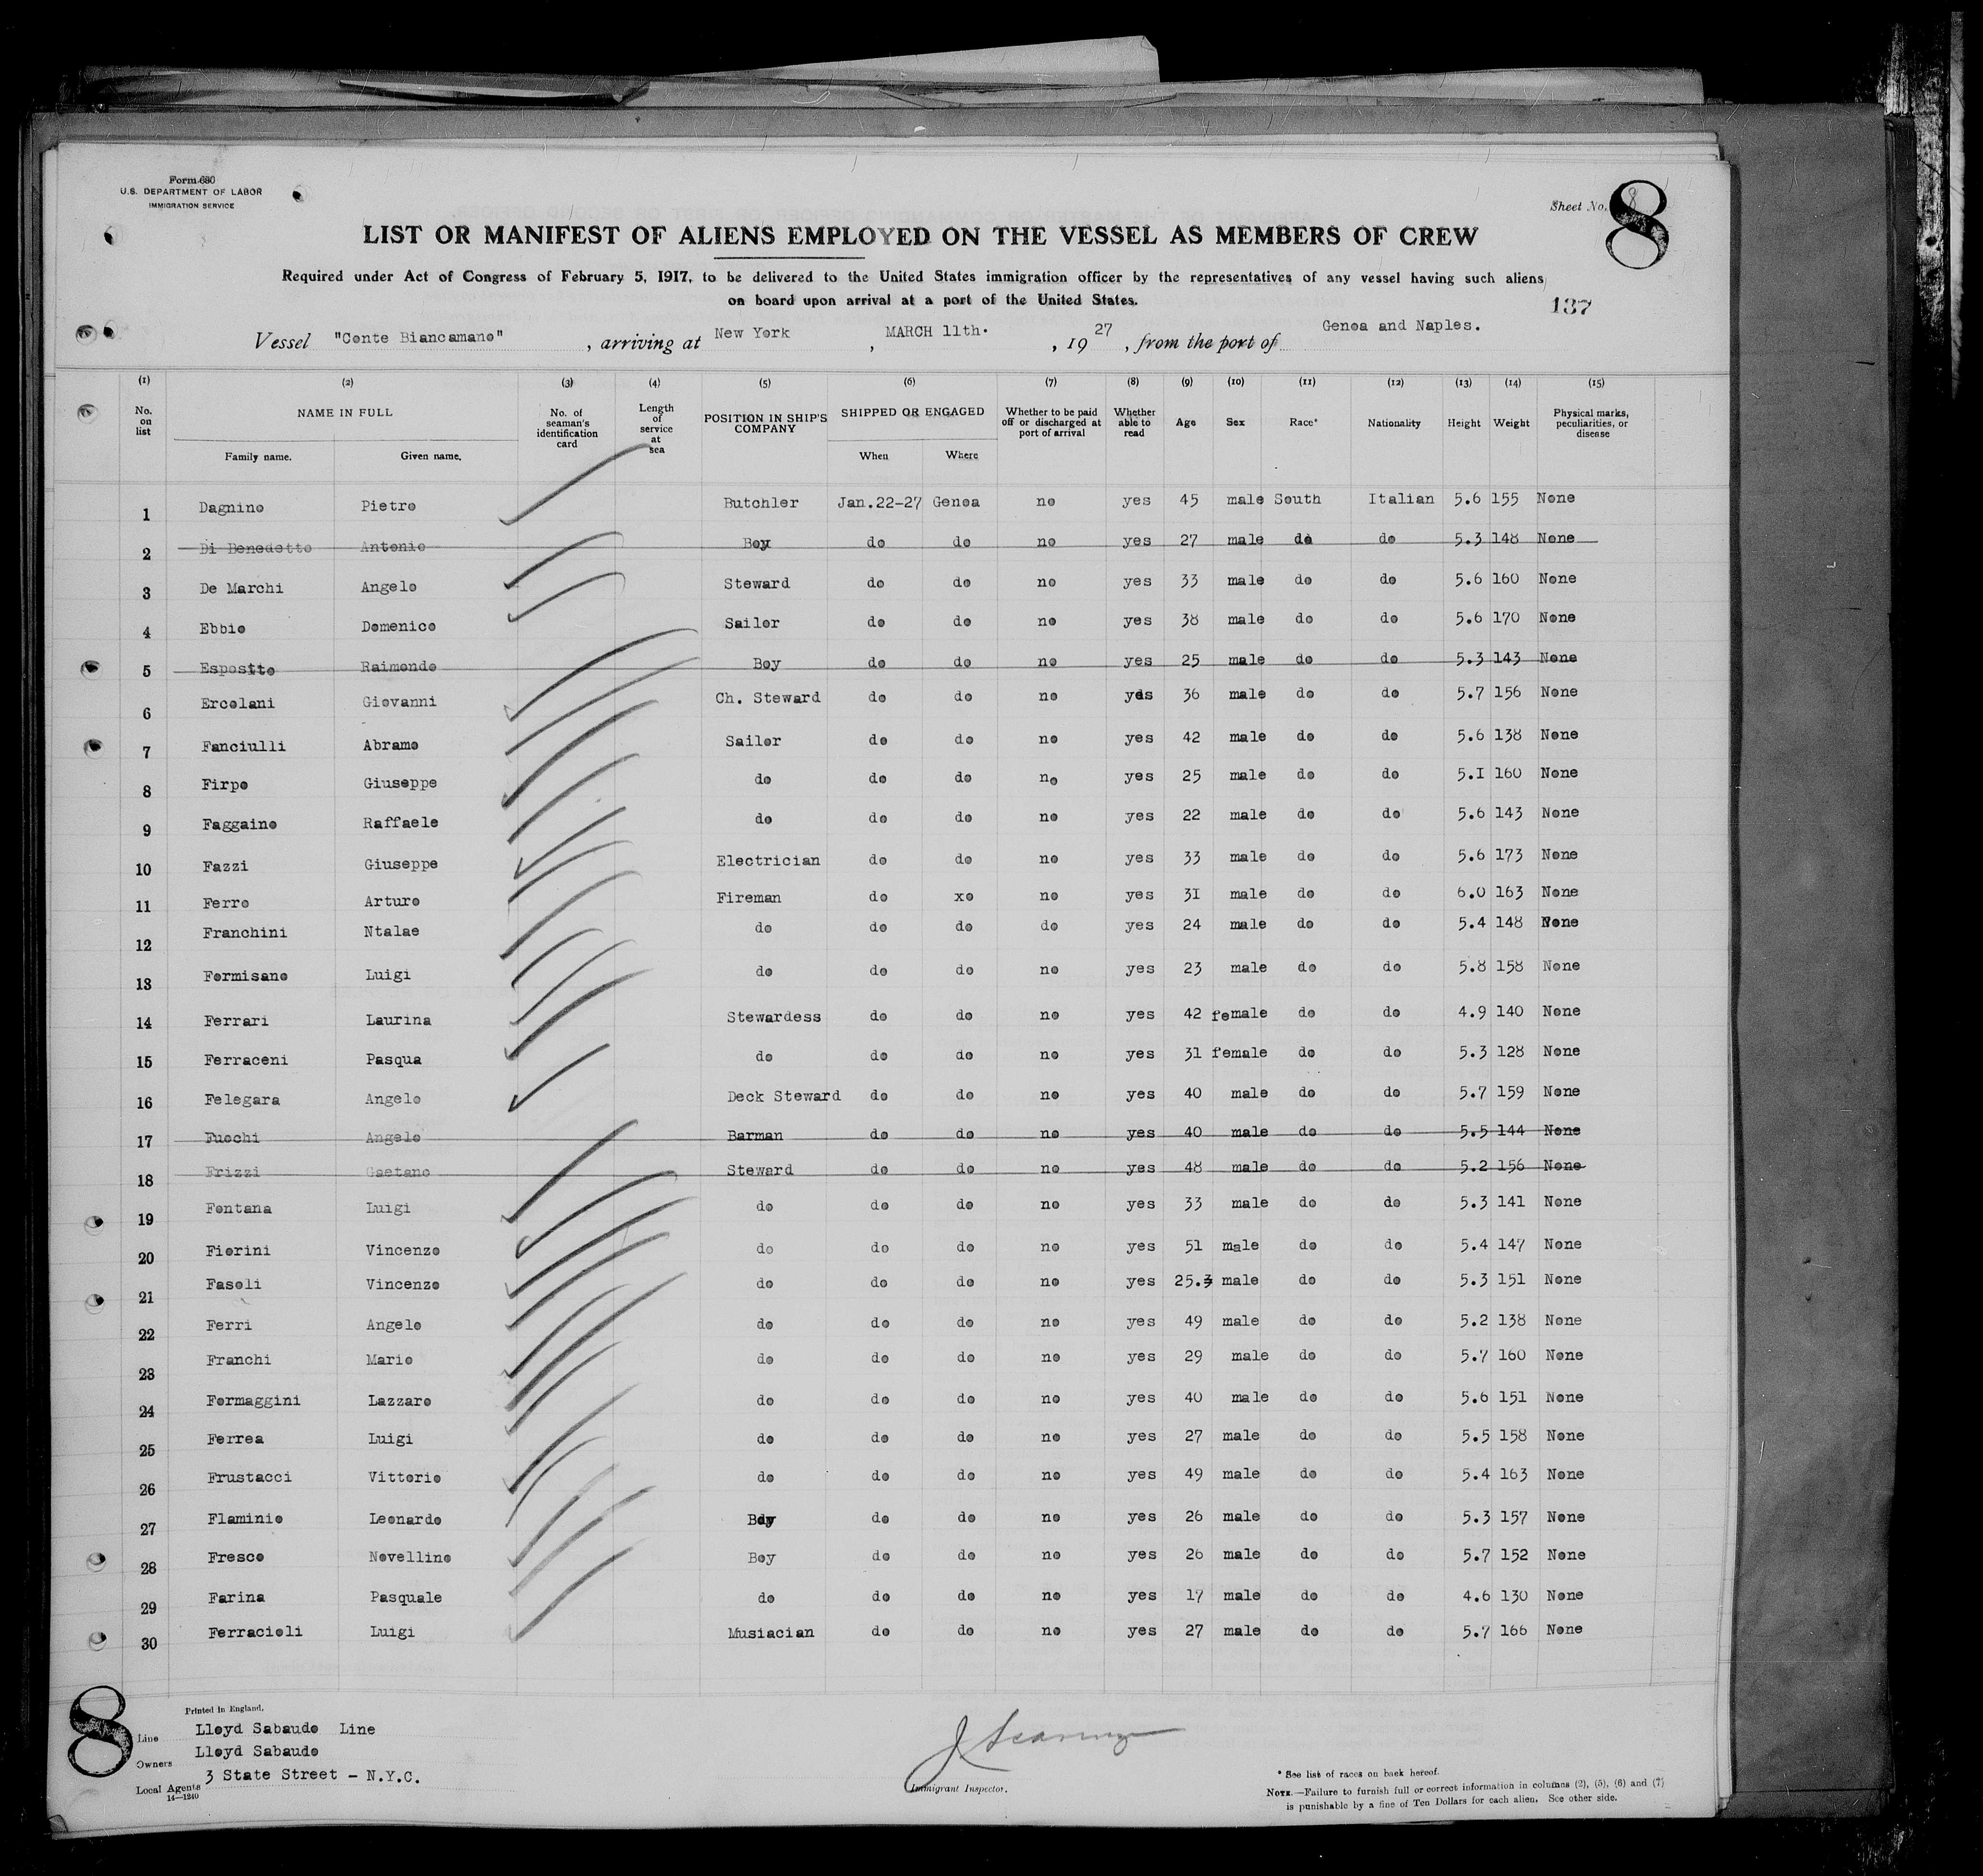 Form 680
U.S. DEPARTMENT OF LABOR
IMMIGRATION SERVICE
Sheet No. 8
8
LIST OR MANIFEST OF ALIENS EMPLOYED ON THE VESSEL AS MEMBERS OF CREW
Required under Act of Congress of February 5, 1917, to be delivered to the United States immigration officer by the representatives of any vessel having such aliens
on board upon arrival at a port of the United States.
137
Vessel "Conte Biancamano" , arriving at New York , MARCH 11th. , 1927 , from the port of Genoa and Naples.
(1) (2) (3) (4) (5) (6) (7) (8) (9) (10) (11) (12) (13) (14) (15)
No. on list NAME IN FULL Family name. Given name. No. of seaman's identification card Length of service at sea POSITION IN SHIP'S COMPANY SHIPPED OR ENGAGED When Where Whether to be paid off or discharged at port of arrival Whether able to read Age Sex Race* Nationality Height Weight Physical marks, peculiarities, or disease
1 Dagnino Pietro Butchler Jan.22-27 Genoa no yes 45 male South Italian 5.6 155 None
2 Di Benedetto Antonio Boy do do no yes 27 male do do 5.3 148 None
3 De Marchi Angelo Steward do do no yes 33 male do do 5.6 160 None
4 Ebbio Domenico Sailor do do no yes 38 male do do 5.6 170 None
5 Espostto Raimondo Boy do do no yes 25 male do do 5.3 143 None
6 Ercolani Giovanni Ch. Steward do do no yes 36 male do do 5.7 156 None
7 Fanciulli Abramo Sailor do do no yes 42 male do do 5.6 138 None
8 Firpo Giuseppe do do do no yes 25 male do do 5.I 160 None
9 Faggaino Raffaele do do do no yes 22 male do do 5.6 143 None
10 Fazzi Giuseppe Electrician do do no yes 33 male do do 5.6 173 None
11 Ferro Arturo Fireman do xo no yes 3I male do do 6.0 163 None
12 Franchini Ntalae do do do do yes 24 male do do 5.4 148 None
13 Formisano Luigi do do do no yes 23 male do do 5.8 158 None
14 Ferrari Laurina Stewardess do do no yes 42 female do do 4.9 140 None
15 Ferraceni Pasqua do do do no yes 31 female do do 5.3 128 None
16 Felegara Angelo Deck Steward do do no yes 40 male do do 5.7 159 None
17 Fuochi Angelo Barman do do no yes 40 male do do 5.5 144 None
18 Frizzi Gaetano Steward do do no yes 48 male do do 5.2 156 None
19 Fontana Luigi do do do no yes 33 male do do 5.3 141 None
20 Fiorini Vincenzo do do do no yes 51 male do do 5.4 147 None
21 Fasoli Vincenzo do do do no yes 25.3 male do do 5.3 151 None
22 Ferri Angelo do do do no yes 49 male do do 5.2 138 None
23 Franchi Mario do do do no yes 29 male do do 5.7 160 None
24 Formaggini Lazzaro do do do no yes 40 male do do 5.6 151 None
25 Ferrea Luigi do do do no yes 27 male do do 5.5 158 None
26 Frustacci Vittorio do do do no yes 49 male do do 5.4 163 None
27 Flaminio Leonardo Boy do do no yes 26 male do do 5.3 157 None
28 Fresco Novellino Boy do do no yes 26 male do do 5.7 152 None
29 Farina Pasquale do do do no yes 17 male do do 4.6 130 None
30 Ferracioli Luigi Musiacian do do no yes 27 male do do 5.7 166 None
8
Printed in England.
Line Lloyd Sabaudo Line
Owners Lloyd Sabaudo
Local Agents 3 State Street - N.Y.C.
14—1240
Immigrant Inspector.
* See list of races on back hereof.
NOTE.—Failure to furnish full or correct information in columns (2), (5), (6) and (7)
is punishable by a fine of Ten Dollars for each alien. See other side.